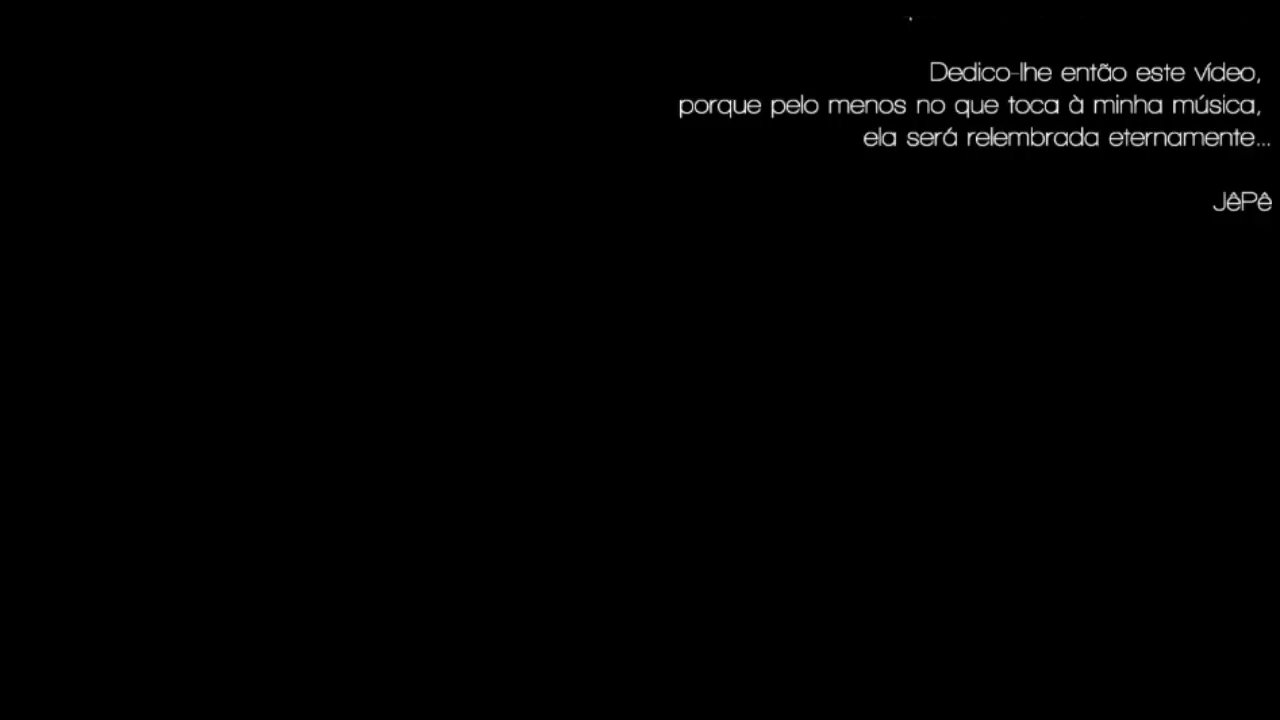 Dedico-lhe então este vídeo,
porque pelo menos no que toca à minha música,
ela será relembrada eternamente...
JêPê